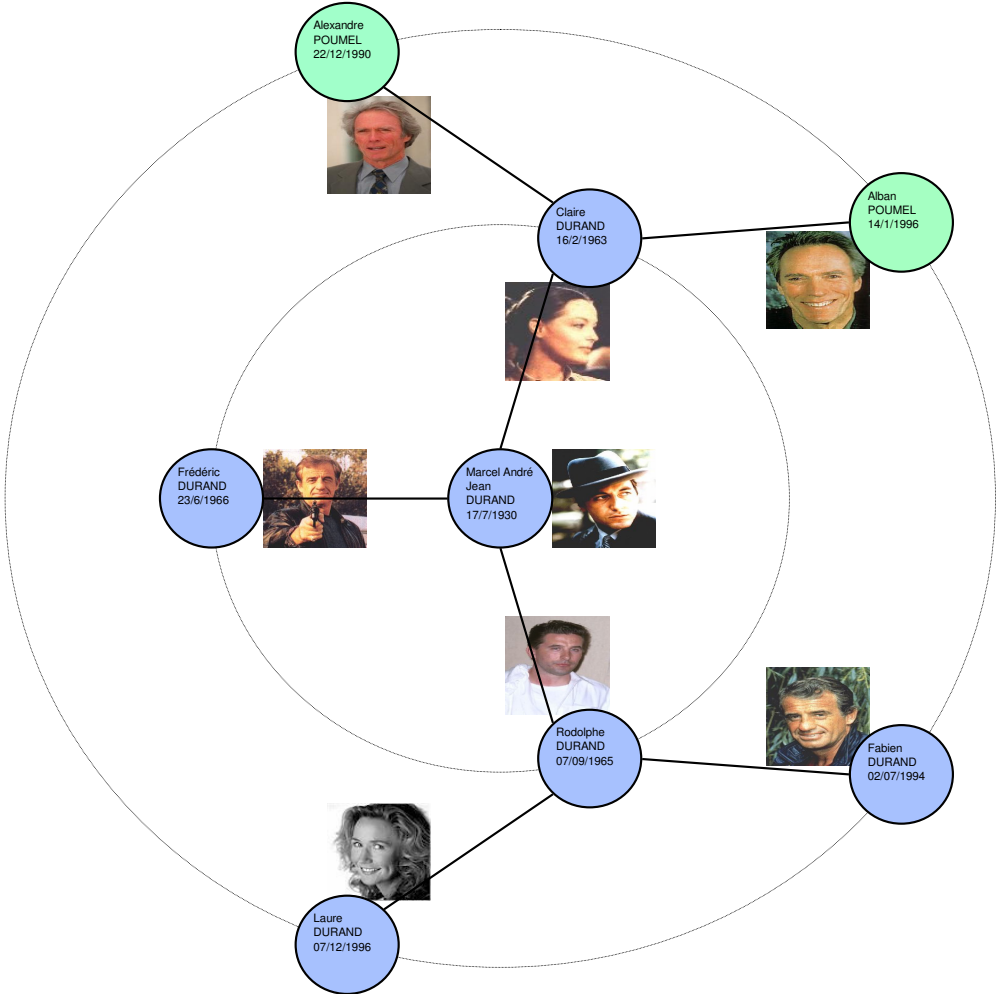 Alexandre
POUMEL
22/12/1990
Alban
POUMEL
14/1/1996
Claire
DURAND
16/2/1963
Frédéric
DURAND
23/6/1966
Marcel André
Jean
DURAND
17/7/1930
Rodolphe
DURAND
07/09/1965
Fabien
DURAND
02/07/1994
Laure
DURAND
07/12/1996